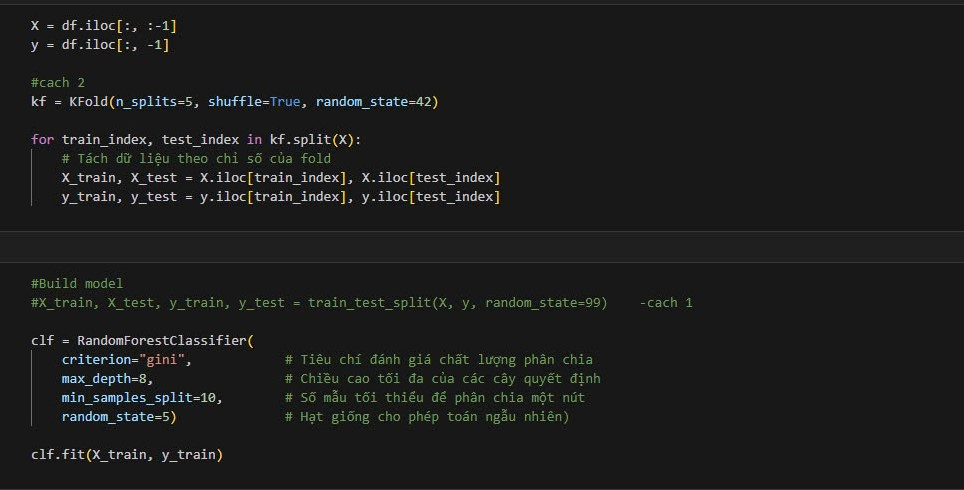 X = df.iloc[:, :-1]
y = df.iloc[:, -1]
#cach 2
kf = KFold(n_splits=5, shuffle=True, random_state=42)
for train_index, test_index in kf.split(X):
# Tách dữ liệu theo chỉ số của fold
X_train, X_test = X.iloc[train_index], X.iloc[test_index]
y_train, y_test = y.iloc[train_index], y.iloc[test_index]
#Build model
#X_train, X_test, y_train, y_test = train_test_split(X, y, random_state=99)    -cach 1
clf = RandomForestClassifier(
criterion="gini",            # Tiêu chí đánh giá chất lượng phân chia
max_depth=8,                 # Chiều cao tối đa của các cây quyết định
min_samples_split=10,        # Số mẫu tối thiểu để phân chia một nút
random_state=5)              # Hạt giống cho phép toán ngẫu nhiên)
clf.fit(X_train, y_train)